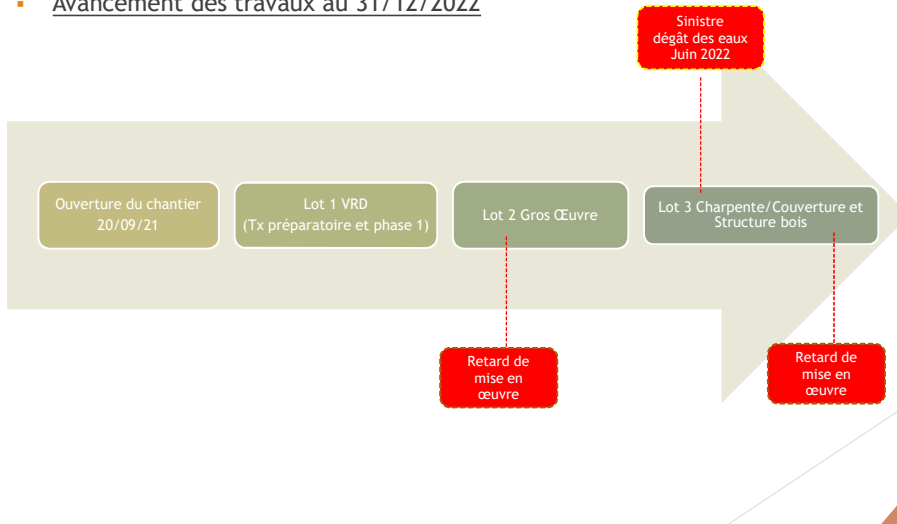 ▪ Avancement des travaux au 31/12/2022
Sinistre
dégât des eaux
Juin 2022
Ouverture du chantier
20/09/21
Lot 1 VRD
(Tx préparatoire et phase 1)
Lot 2 Gros Œuvre
Lot 3 Charpente/Couverture et
Structure bois
Retard de
mise en
œuvre
Retard de
mise en
œuvre